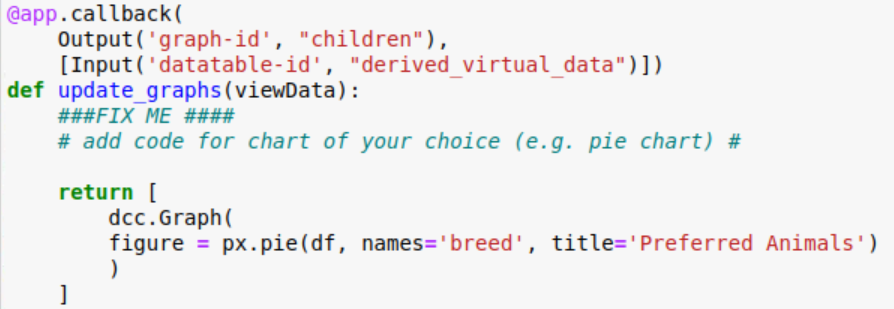 @app.callback(
    Output('graph-id', "children"),
    [Input('datatable-id', "derived_virtual_data")])
def update_graphs(viewData):
    ###FIX ME ####
    # add code for chart of your choice (e.g. pie chart) #
    return [
        dcc.Graph(
        figure = px.pie(df, names='breed', title='Preferred Animals')
        )
    ]